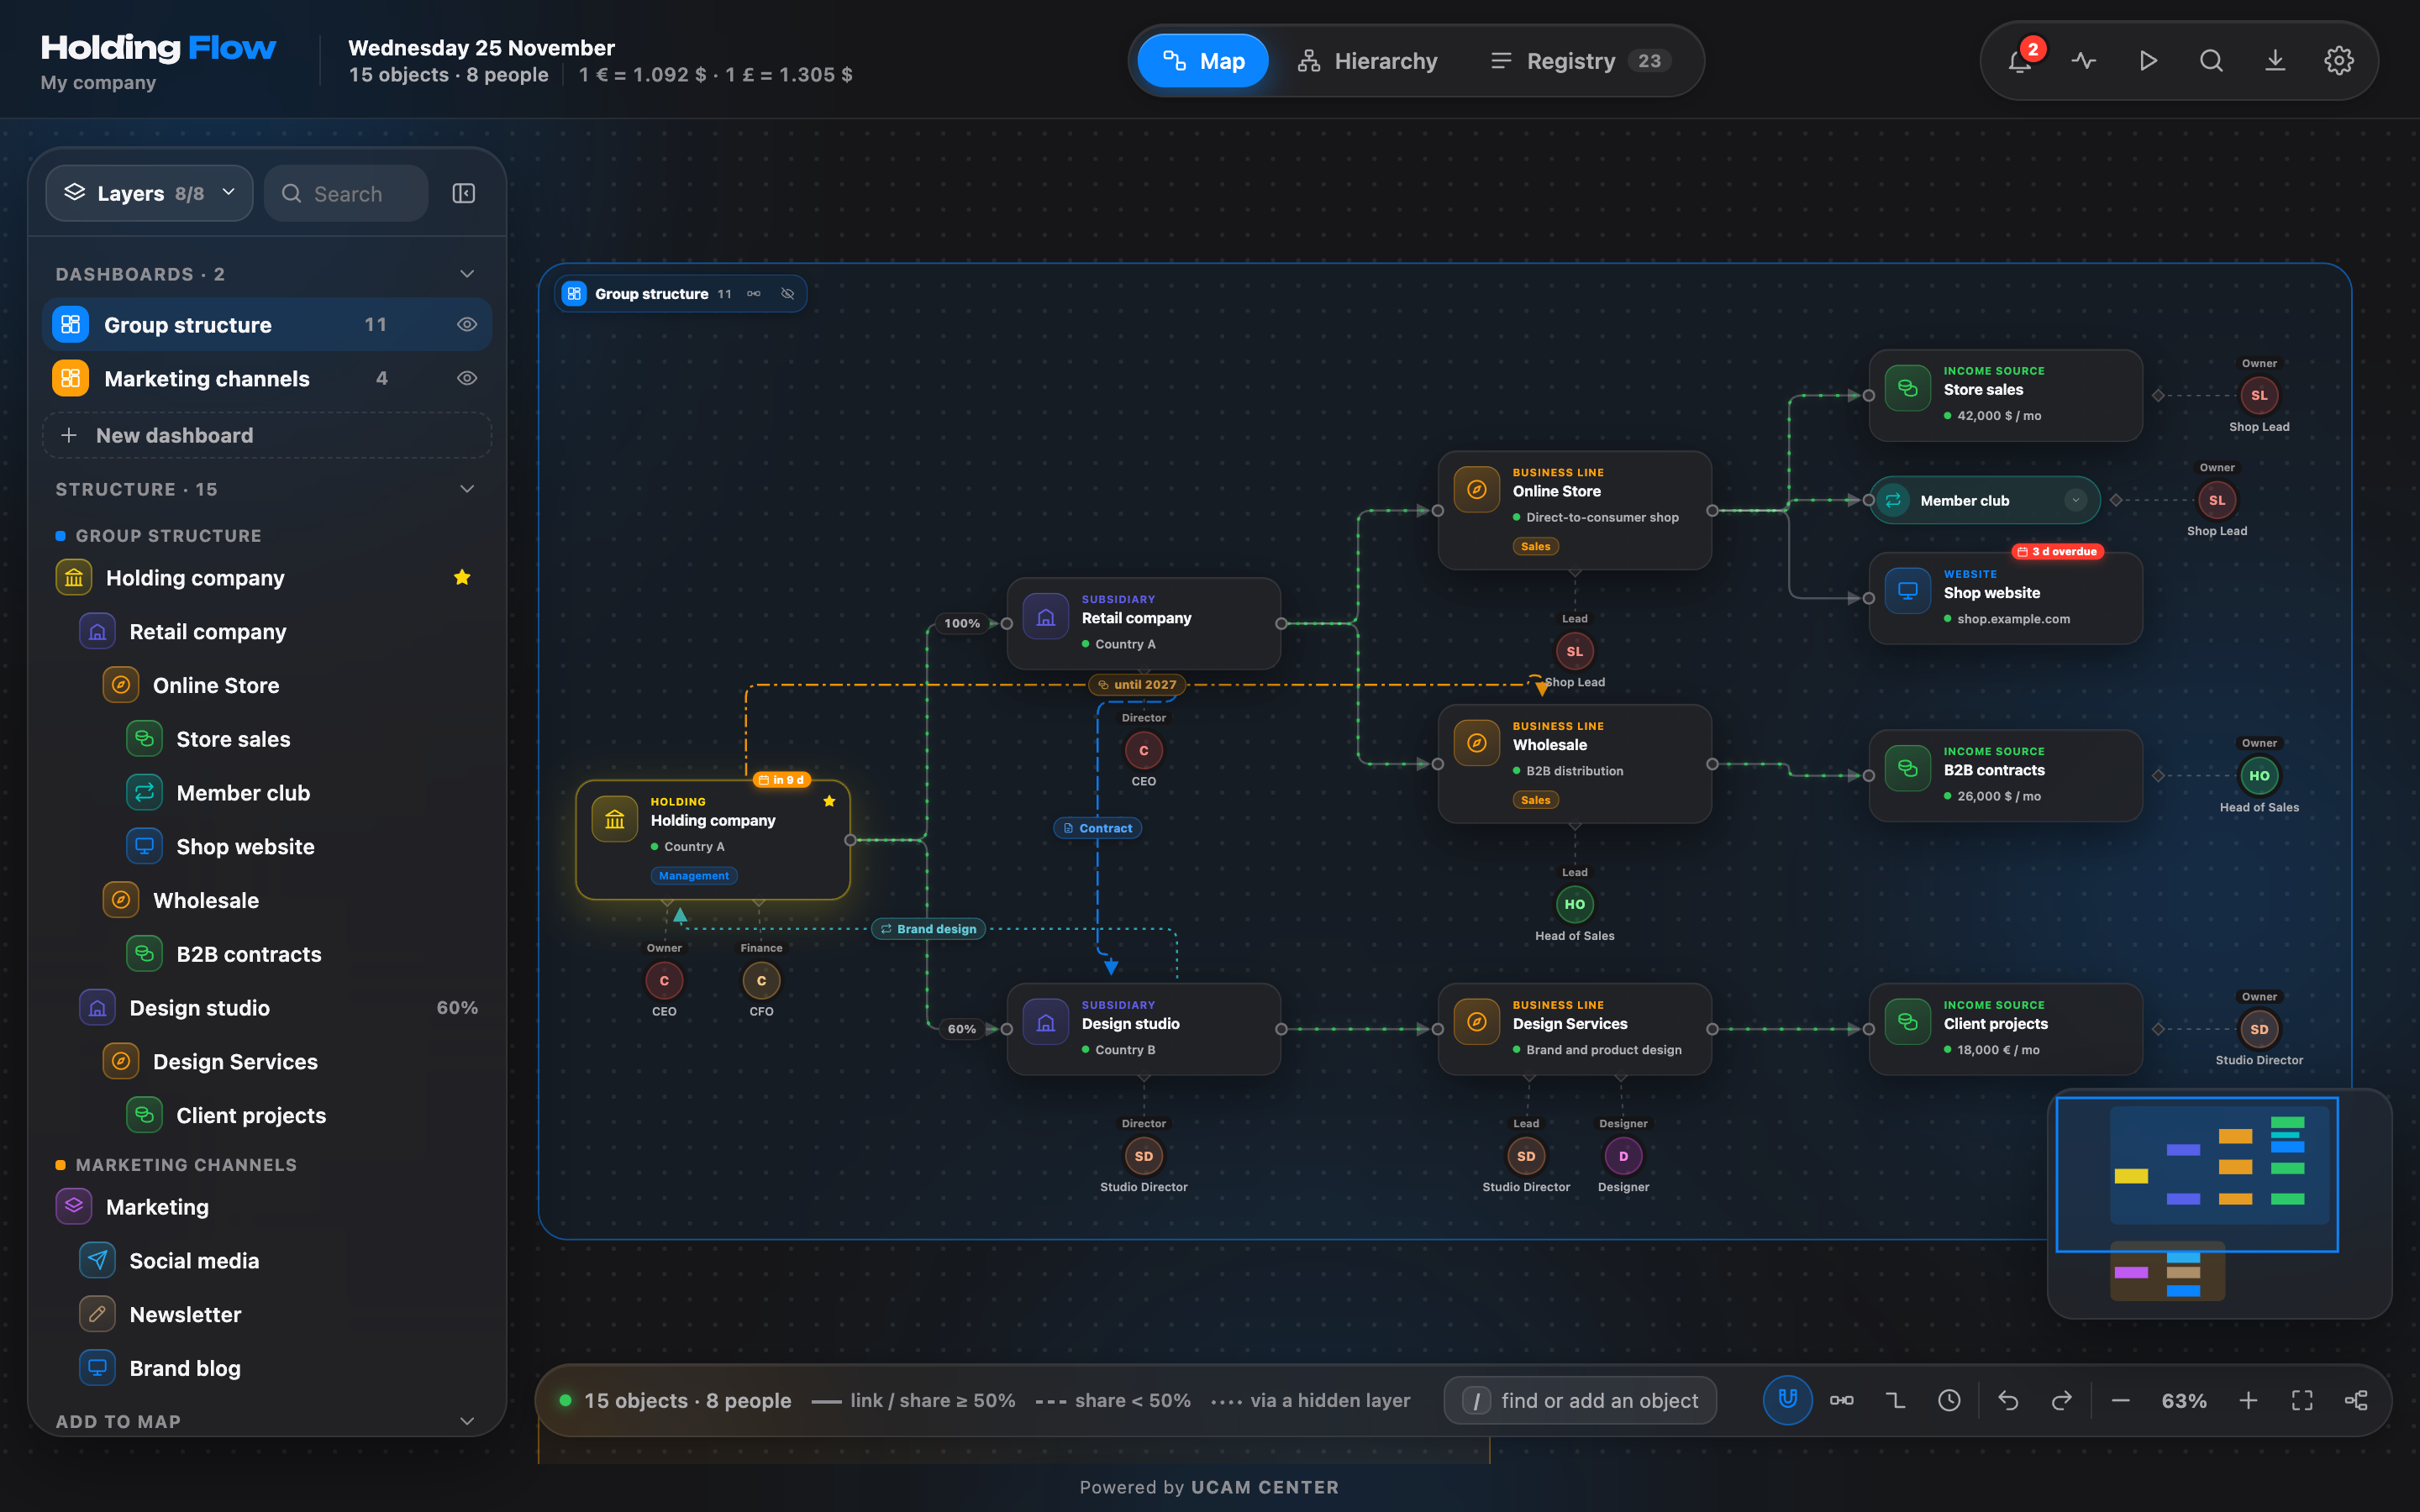 Holding Flow
My company
Wednesday 25 November
15 objects · 8 people
1 € = 1.092 $ · 1 £ = 1.305 $
Map
Hierarchy
Registry 23
2
Layers 8/8
Search
DASHBOARDS · 2
Group structure 11
Marketing channels 4
New dashboard
STRUCTURE · 15
GROUP STRUCTURE
Holding company
Retail company
Online Store
Store sales
Member club
Shop website
Wholesale
B2B contracts
Design studio 60%
Design Services
Client projects
MARKETING CHANNELS
Marketing
Social media
Newsletter
Brand blog
ADD TO MAP
Group structure 11
in 9 d
HOLDING
Holding company
Country A
Management
Owner
C
CEO
Finance
C
CFO
100%
60%
Brand design
until 2027
Contract
SUBSIDIARY
Retail company
Country A
Director
C
CEO
SUBSIDIARY
Design studio
Country B
Director
SD
Studio Director
BUSINESS LINE
Online Store
Direct-to-consumer shop
Sales
Lead
SL
Shop Lead
BUSINESS LINE
Wholesale
B2B distribution
Sales
Lead
HO
Head of Sales
BUSINESS LINE
Design Services
Brand and product design
Lead
SD
Studio Director
Designer
D
Designer
INCOME SOURCE
Store sales
42,000 $ / mo
Owner
SL
Shop Lead
Member club
Owner
SL
Shop Lead
3 d overdue
WEBSITE
Shop website
shop.example.com
INCOME SOURCE
B2B contracts
26,000 $ / mo
Owner
HO
Head of Sales
INCOME SOURCE
Client projects
18,000 € / mo
Owner
SD
Studio Director
15 objects · 8 people
link / share ≥ 50%
share < 50%
via a hidden layer
/ find or add an object
63%
Powered by UCAM CENTER